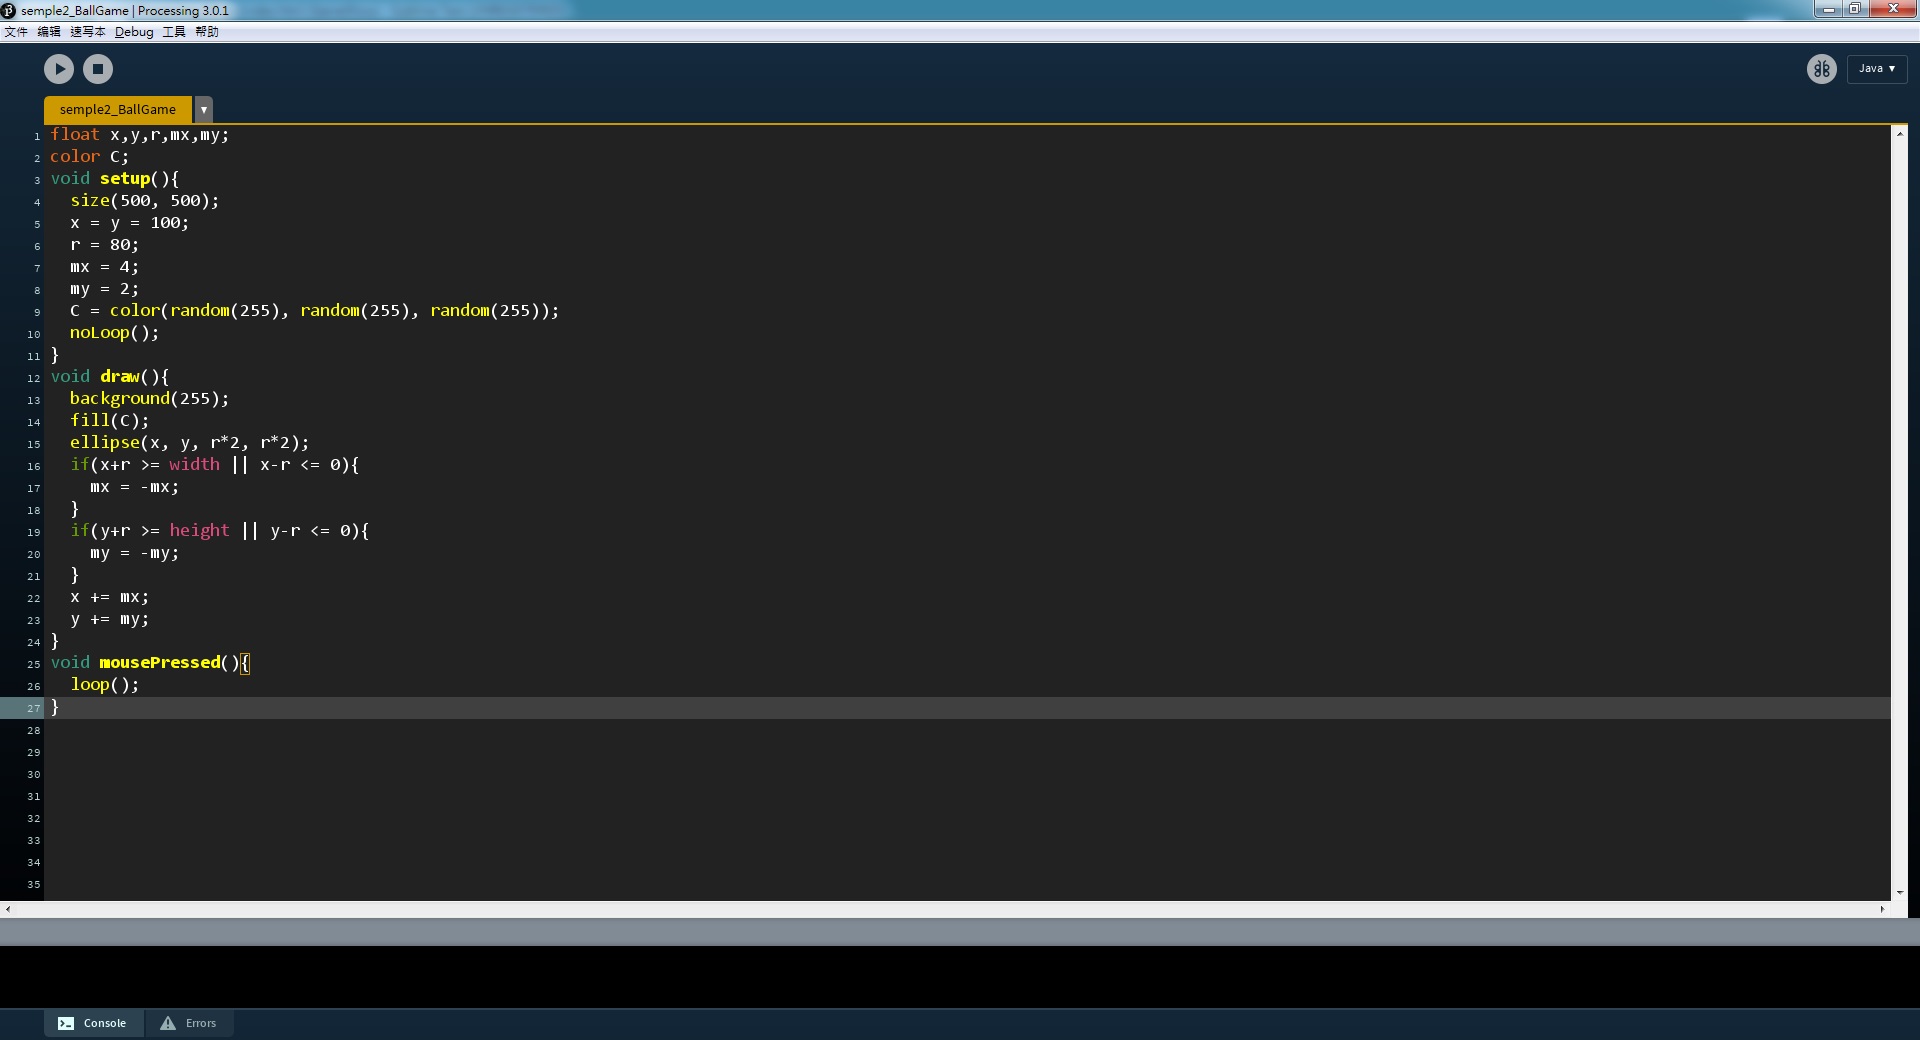 semple2_BallGame | Processing 3.0.1
文件 编辑 速写本 Debug 工具 帮助
Java ▼
semple2_BallGame ▼
1 float x,y,r,mx,my;
2 color C;
3 void setup(){
4   size(500, 500);
5   x = y = 100;
6   r = 80;
7   mx = 4;
8   my = 2;
9   C = color(random(255), random(255), random(255));
10   noLoop();
11 }
12 void draw(){
13   background(255);
14   fill(C);
15   ellipse(x, y, r*2, r*2);
16   if(x+r >= width || x-r <= 0){
17     mx = -mx;
18   }
19   if(y+r >= height || y-r <= 0){
20     my = -my;
21   }
22   x += mx;
23   y += my;
24 }
25 void mousePressed(){
26   loop();
27 }
28
29
30
31
32
33
34
35
Console Errors